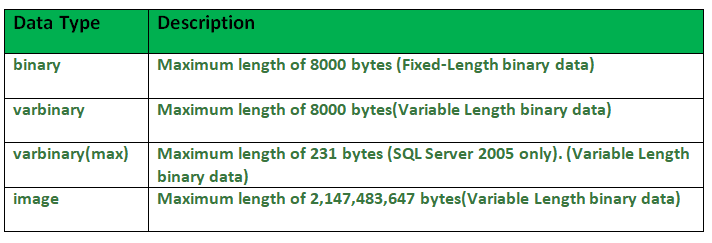 Data Type Description
binary Maximum length of 8000 bytes (Fixed-Length binary data)
varbinary Maximum length of 8000 bytes(Variable Length binary data)
varbinary(max) Maximum length of 231 bytes (SQL Server 2005 only). (Variable Length
binary data)
image Maximum length of 2,147,483,647 bytes(Variable Length binary data)